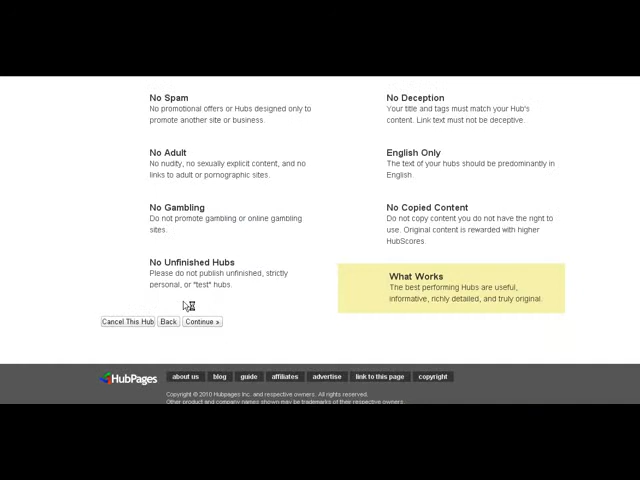 No Spam
No promotional offers or Hubs designed only to
promote another site or business.
No Adult
No nudity, no sexually explicit content, and no
links to adult or pornographic sites.
No Gambling
Do not promote gambling or online gambling
sites.
No Unfinished Hubs
Please do not publish unfinished, strictly
personal, or "test" hubs.
No Deception
Your title and tags must match your Hub's
content. Link text must not be deceptive.
English Only
The text of your hubs should be predominantly in
English
No Copied Content
Do not copy content you do not have the right to
use. Original content is rewarded with higher
HubScores.
What Works
The best performing Hubs are useful,
informative, richly detailed, and truly original.
Cancel This Hub Back Continue »
HubPages about us blog guide affiliates advertise link to this page copyright
Copyright © 2010 Hubpages Inc. and respective owners. All rights reserved.
Other product and company names shown may be trademarks of their respective owners.